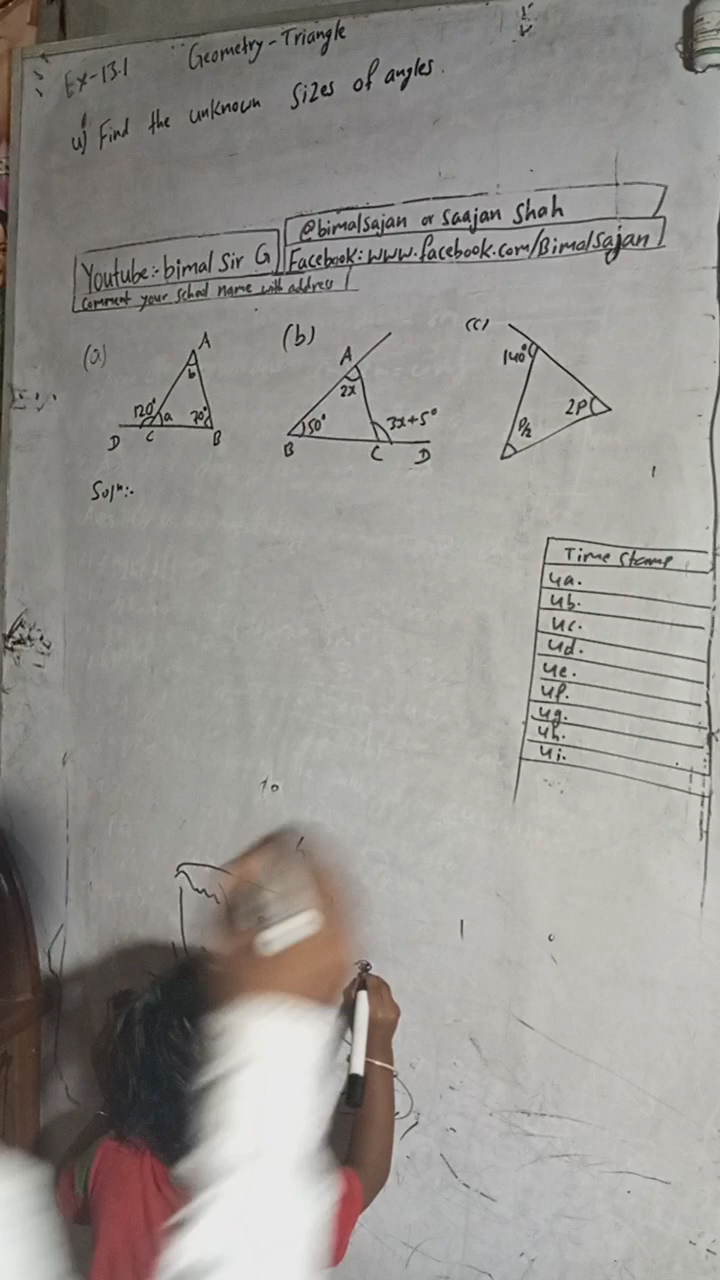 Ex-13.1 Geometry-Triangle
4) Find the unknown sizes of angles.
@bimalsajan or Saajan Shah
Youtube:- bimal Sir G
Facebook: www.facebook.com/Bimalsajan
Comment your school name with address
(a)
A
b
120°
a
70°
D
C
B
(b)
A
2x
50°
3x+5°
B
C
D
(c)
140°
2P
P/2
Solⁿ:-
Time Stamp
4a.
4b.
4c.
4d.
4e.
4f.
4g.
4h.
4i.